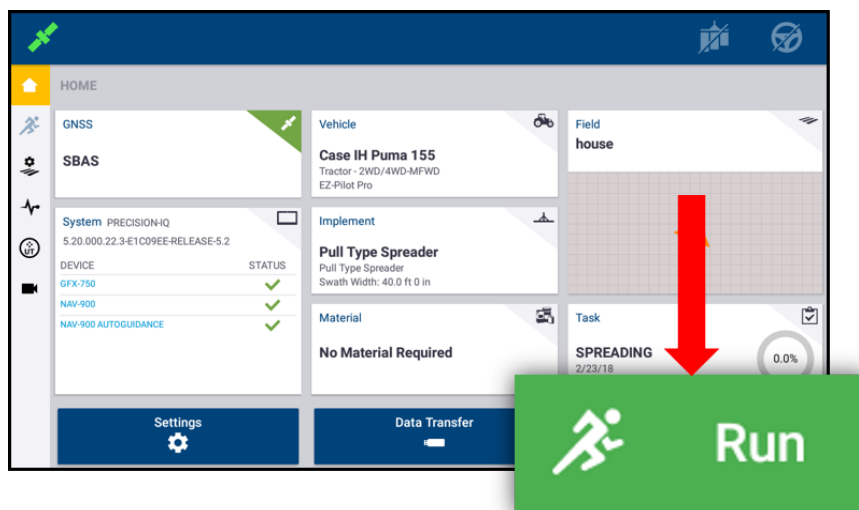 HOME
GNSS
SBAS
Vehicle
Case IH Puma 155
Tractor - 2WD/4WD-MFWD
EZ-Pilot Pro
Field
house
System PRECISION-IQ
5.20.000.22.3-E1C09EE-RELEASE-5.2
DEVICE STATUS
GFX-750
NAV-900
NAV-900 AUTOGUIDANCE
Implement
Pull Type Spreader
Pull Type Spreader
Swath Width: 40.0 ft 0 in
Material
No Material Required
Task
SPREADING
2/23/18
0.0%
Settings
Data Transfer
Run
UT